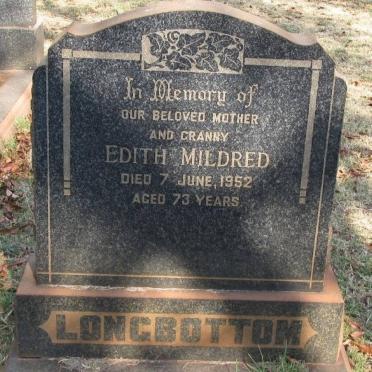 In Memory of
OUR BELOVED MOTHER
AND GRANNY
EDITH MILDRED
DIED 7 JUNE, 1952
AGED 73 YEARS
LONGBOTTOM